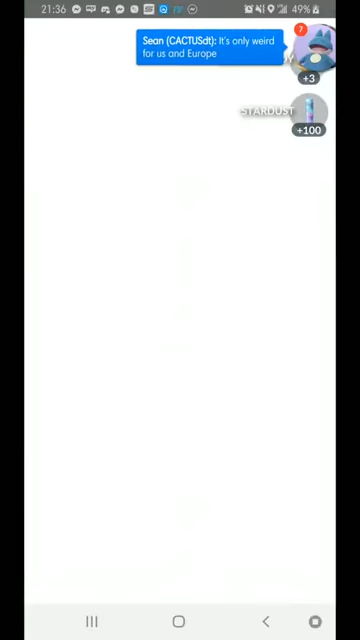 21:36
49%
7
Sean (CACTUSdt): It's only weird
for us and Europe
+3
STARDUST
+100